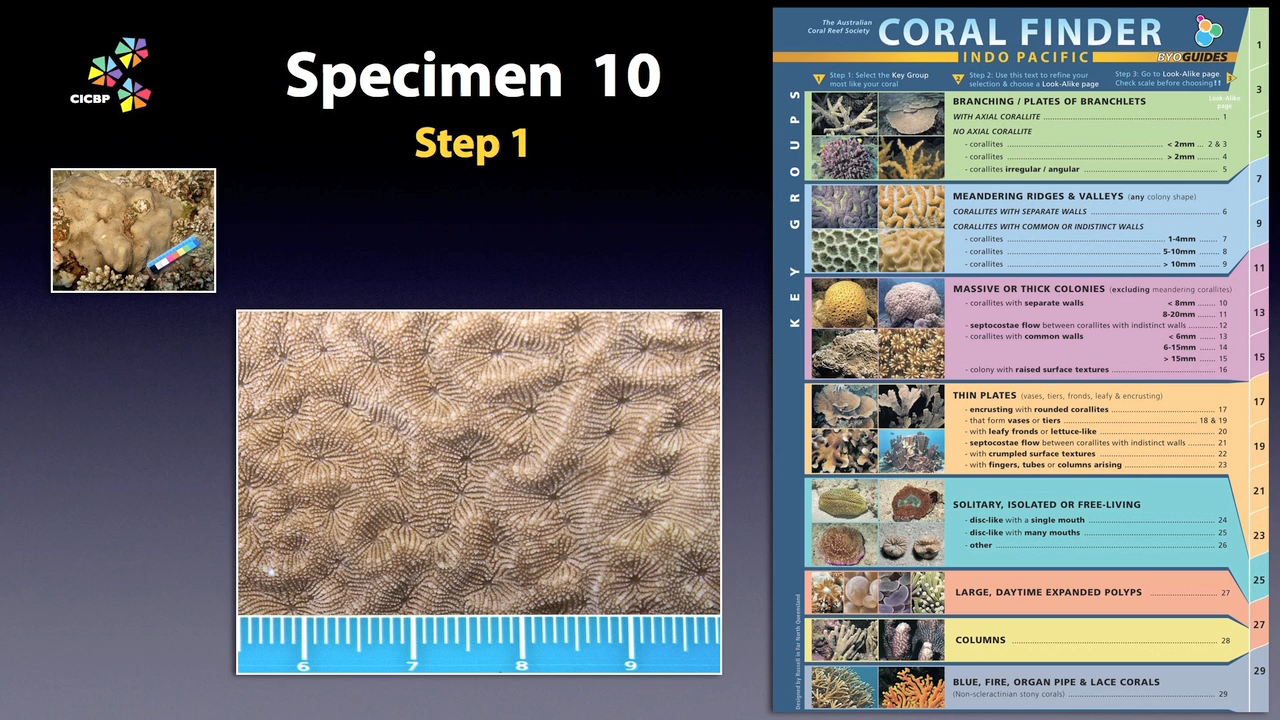 CICBP
Specimen 10
Step 1
6 7 8 9
The Australian
Coral Reef Society
CORAL FINDER
INDO PACIFIC
BYOGUIDES
1 Step 1: Select the Key Group
most like your coral
2 Step 2: Use this text to refine your
selection & choose a Look-Alike page
Step 3: Go to Look-Alike page.
Check scale before choosing!!
3
Look-Alike
page
KEY GROUPS
BRANCHING / PLATES OF BRANCHLETS
WITH AXIAL CORALLITE 1
NO AXIAL CORALLITE
- corallites < 2mm ... 2 & 3
- corallites > 2mm 4
- corallites irregular / angular 5
MEANDERING RIDGES & VALLEYS (any colony shape)
CORALLITES WITH SEPARATE WALLS 6
CORALLITES WITH COMMON OR INDISTINCT WALLS
- corallites 1-4mm 7
- corallites 5-10mm 8
- corallites > 10mm 9
MASSIVE OR THICK COLONIES (excluding meandering corallites)
- corallites with separate walls < 8mm 10
8-20mm 11
- septocostae flow between corallites with indistinct walls 12
- corallites with common walls < 6mm 13
6-15mm 14
> 15mm 15
- colony with raised surface textures 16
THIN PLATES (vases, tiers, fronds, leafy & encrusting)
- encrusting with rounded corallites 17
- that form vases or tiers 18 & 19
- with leafy fronds or lettuce-like 20
- septocostae flow between corallites with indistinct walls 21
- with crumpled surface textures 22
- with fingers, tubes or columns arising 23
SOLITARY, ISOLATED OR FREE-LIVING
- disc-like with a single mouth 24
- disc-like with many mouths 25
- other 26
LARGE, DAYTIME EXPANDED POLYPS 27
COLUMNS 28
BLUE, FIRE, ORGAN PIPE & LACE CORALS
(Non-scleractinian stony corals) 29
Designed by Russell in Far North Queensland
1
3
5
7
9
11
13
15
17
19
21
23
25
27
29